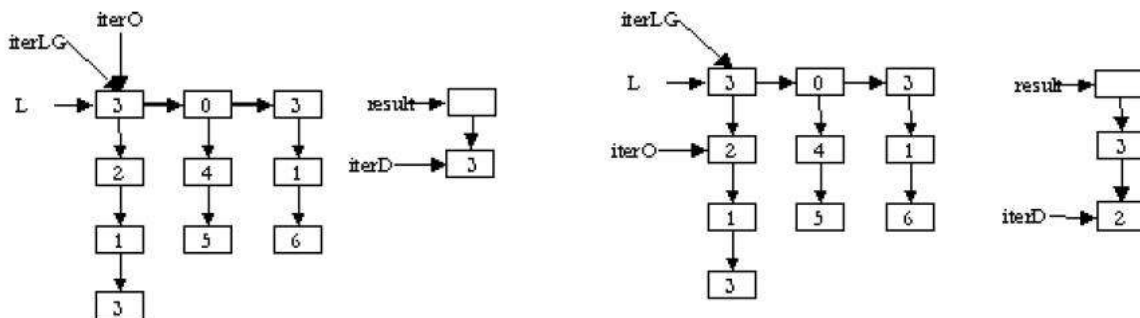 iterO
iterLG
L 3 0 3 result
2 4 1 iterD 3
1 5 6
3
iterLG
L 3 0 3 result
iterO 2 4 1 3
1 5 6 iterD 2
3